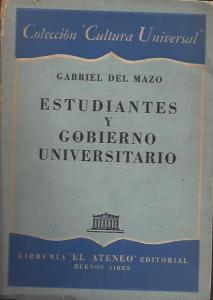 Colección "Cultura Universal"
GABRIEL DEL MAZO
ESTUDIANTES
Y
GOBIERNO
UNIVERSITARIO
LIBRERÍA "EL ATENEO" EDITORIAL
BUENOS AIRES